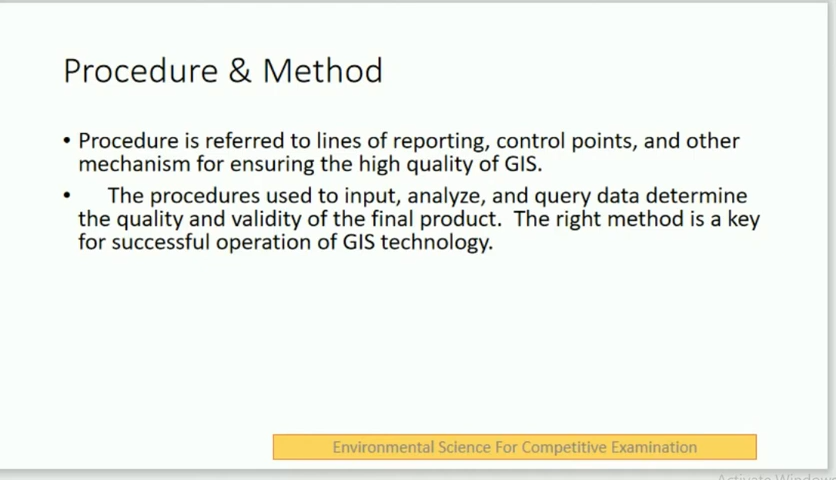 Procedure & Method
• Procedure is referred to lines of reporting, control points, and other
mechanism for ensuring the high quality of GIS.
• The procedures used to input, analyze, and query data determine
the quality and validity of the final product. The right method is a key
for successful operation of GIS technology.
Environmental Science For Competitive Examination